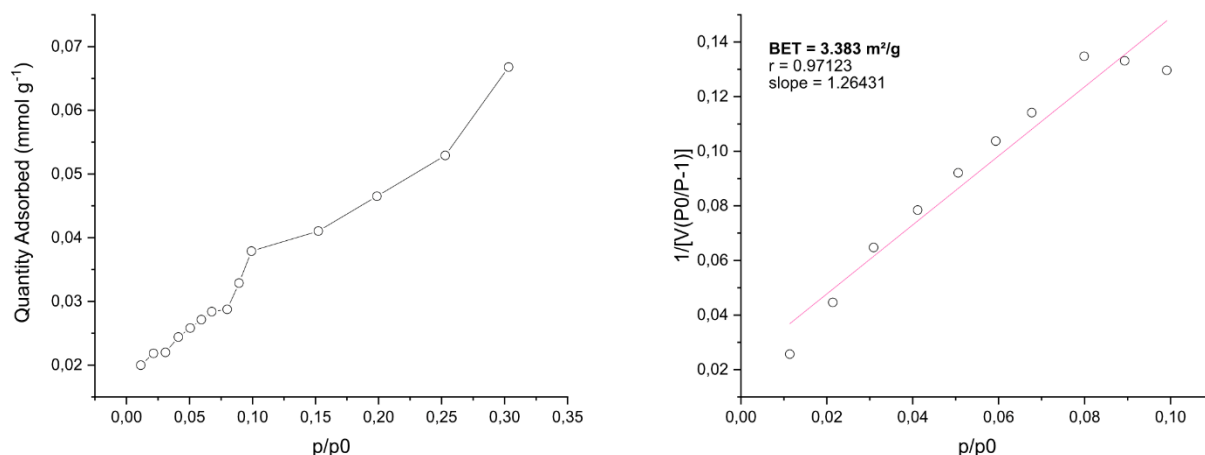 Quantity Adsorbed (mmol g⁻¹)
0,07
0,06
0,05
0,04
0,03
0,02
0,00 0,05 0,10 0,15 0,20 0,25 0,30 0,35
p/p0
1/[V(P0/P-1)]
0,14
0,12
0,10
0,08
0,06
0,04
0,02
BET = 3.383 m²/g
r = 0.97123
slope = 1.26431
0,00 0,02 0,04 0,06 0,08 0,10
p/p0